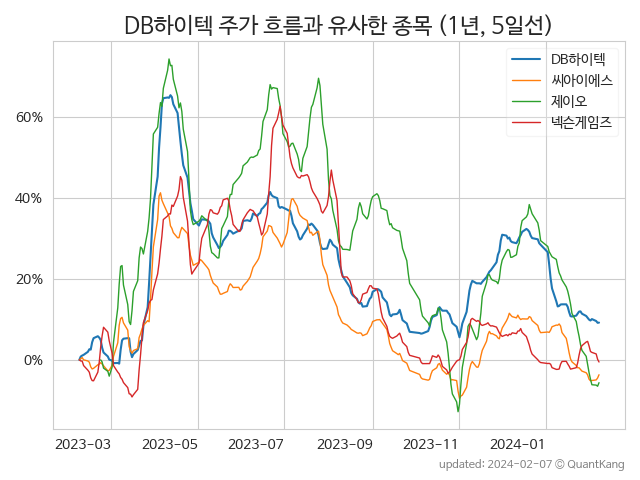 DB하이텍 주가 흐름과 유사한 종목 (1년, 5일선)
DB하이텍
씨아이에스
제이오
넥슨게임즈
60%
40%
20%
0%
2023-03 2023-05 2023-07 2023-09 2023-11 2024-01
updated: 2024-02-07 © QuantKang